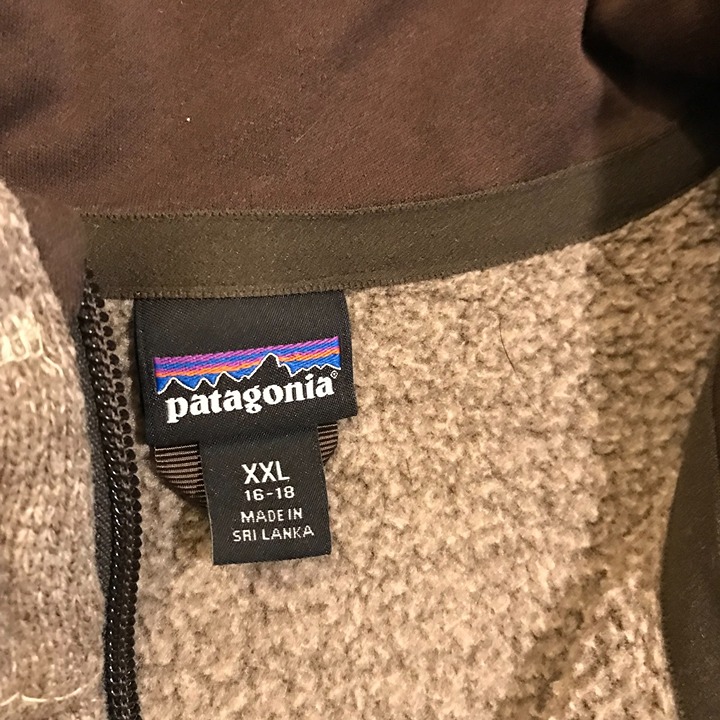 patagonia®
XXL
16-18
MADE IN
SRI LANKA